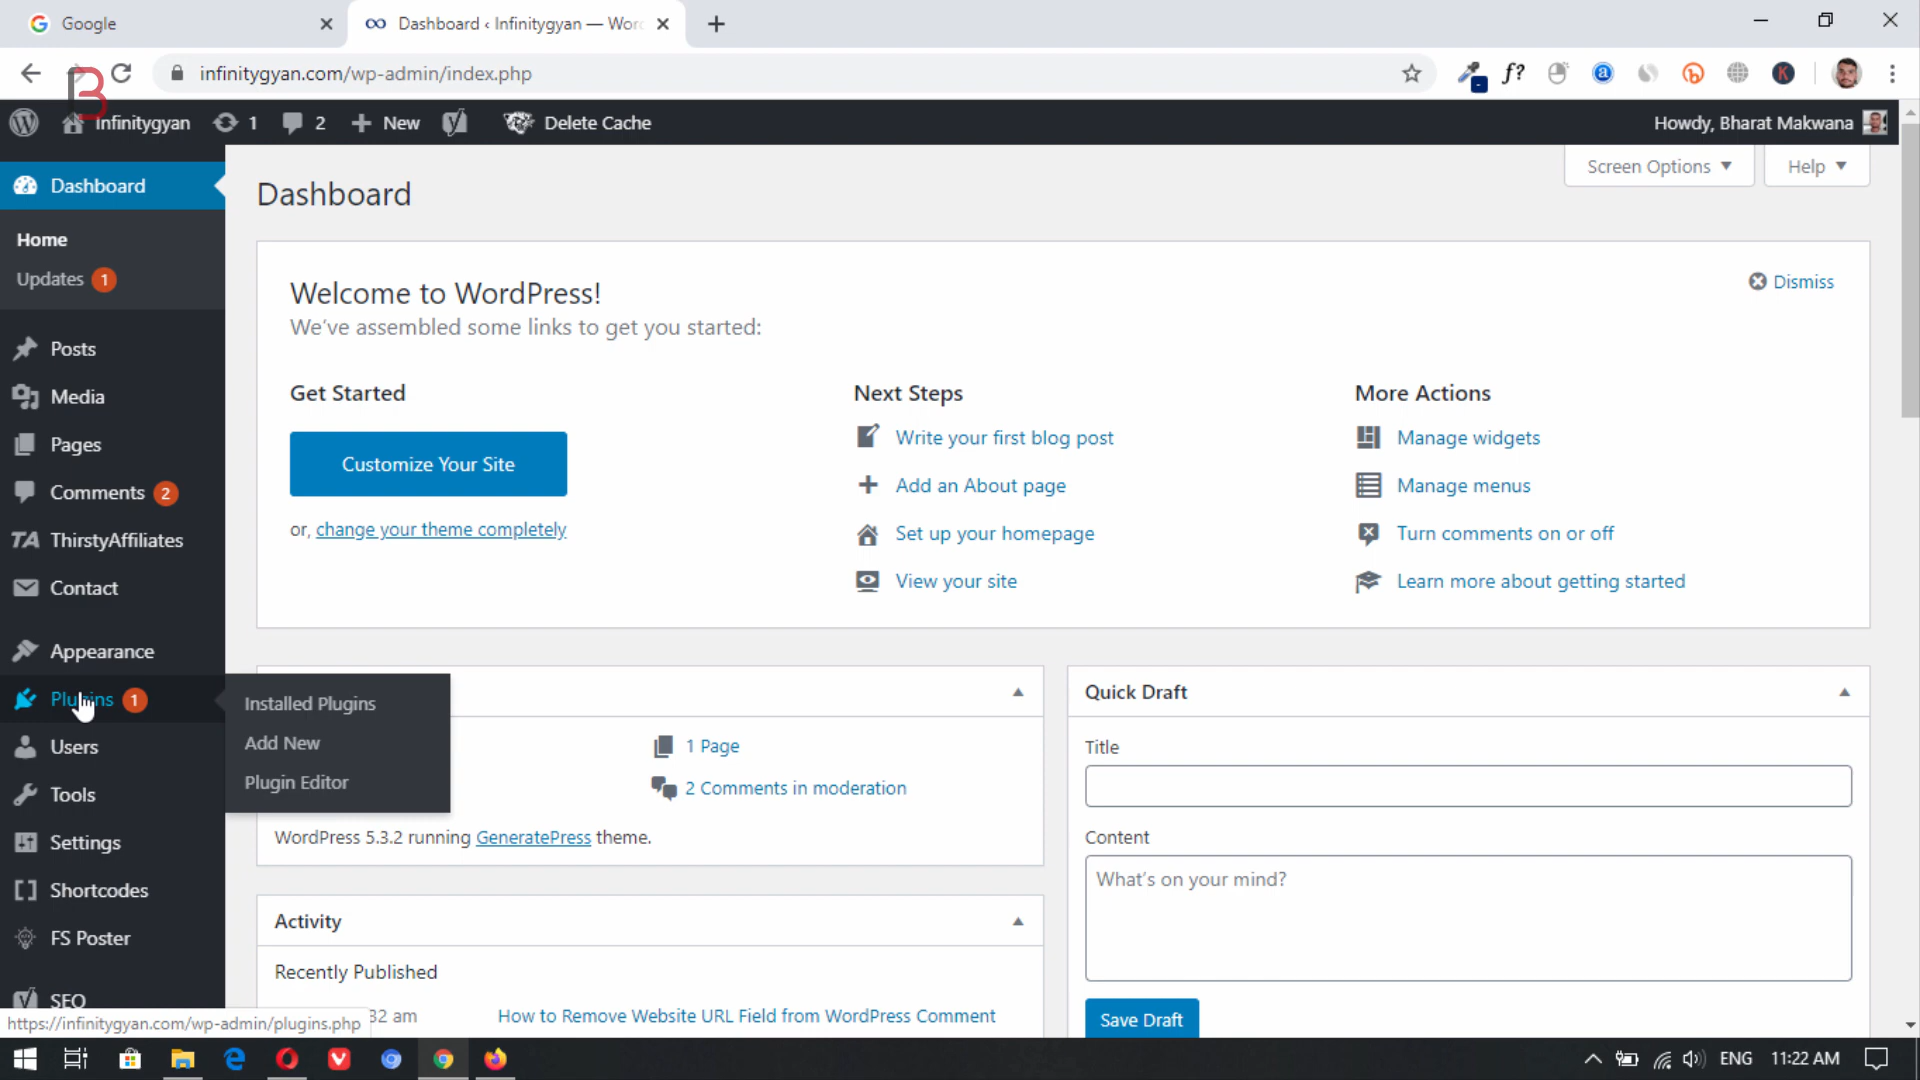 Google
Dashboard ‹ Infinitygyan — Word
infinitygyan.com/wp-admin/index.php
f?
a
b
K
B
Infinitygyan
1
2
New
Delete Cache
Howdy, Bharat Makwana
Dashboard
Home
Updates 1
Posts
Media
Pages
Comments 2
TA ThirstyAffiliates
Contact
Appearance
Plugins 1
Users
Tools
Settings
Shortcodes
FS Poster
SEO
Installed Plugins
Add New
Plugin Editor
Screen Options
Help
Dashboard
Welcome to WordPress!
We've assembled some links to get you started:
Dismiss
Get Started
Customize Your Site
or, change your theme completely
Next Steps
Write your first blog post
Add an About page
Set up your homepage
View your site
More Actions
Manage widgets
Manage menus
Turn comments on or off
Learn more about getting started
1 Page
2 Comments in moderation
WordPress 5.3.2 running GeneratePress theme.
Activity
Recently Published
32 am
How to Remove Website URL Field from WordPress Comment
Quick Draft
Title
Content
What's on your mind?
Save Draft
https://infinitygyan.com/wp-admin/plugins.php
ENG
11:22 AM